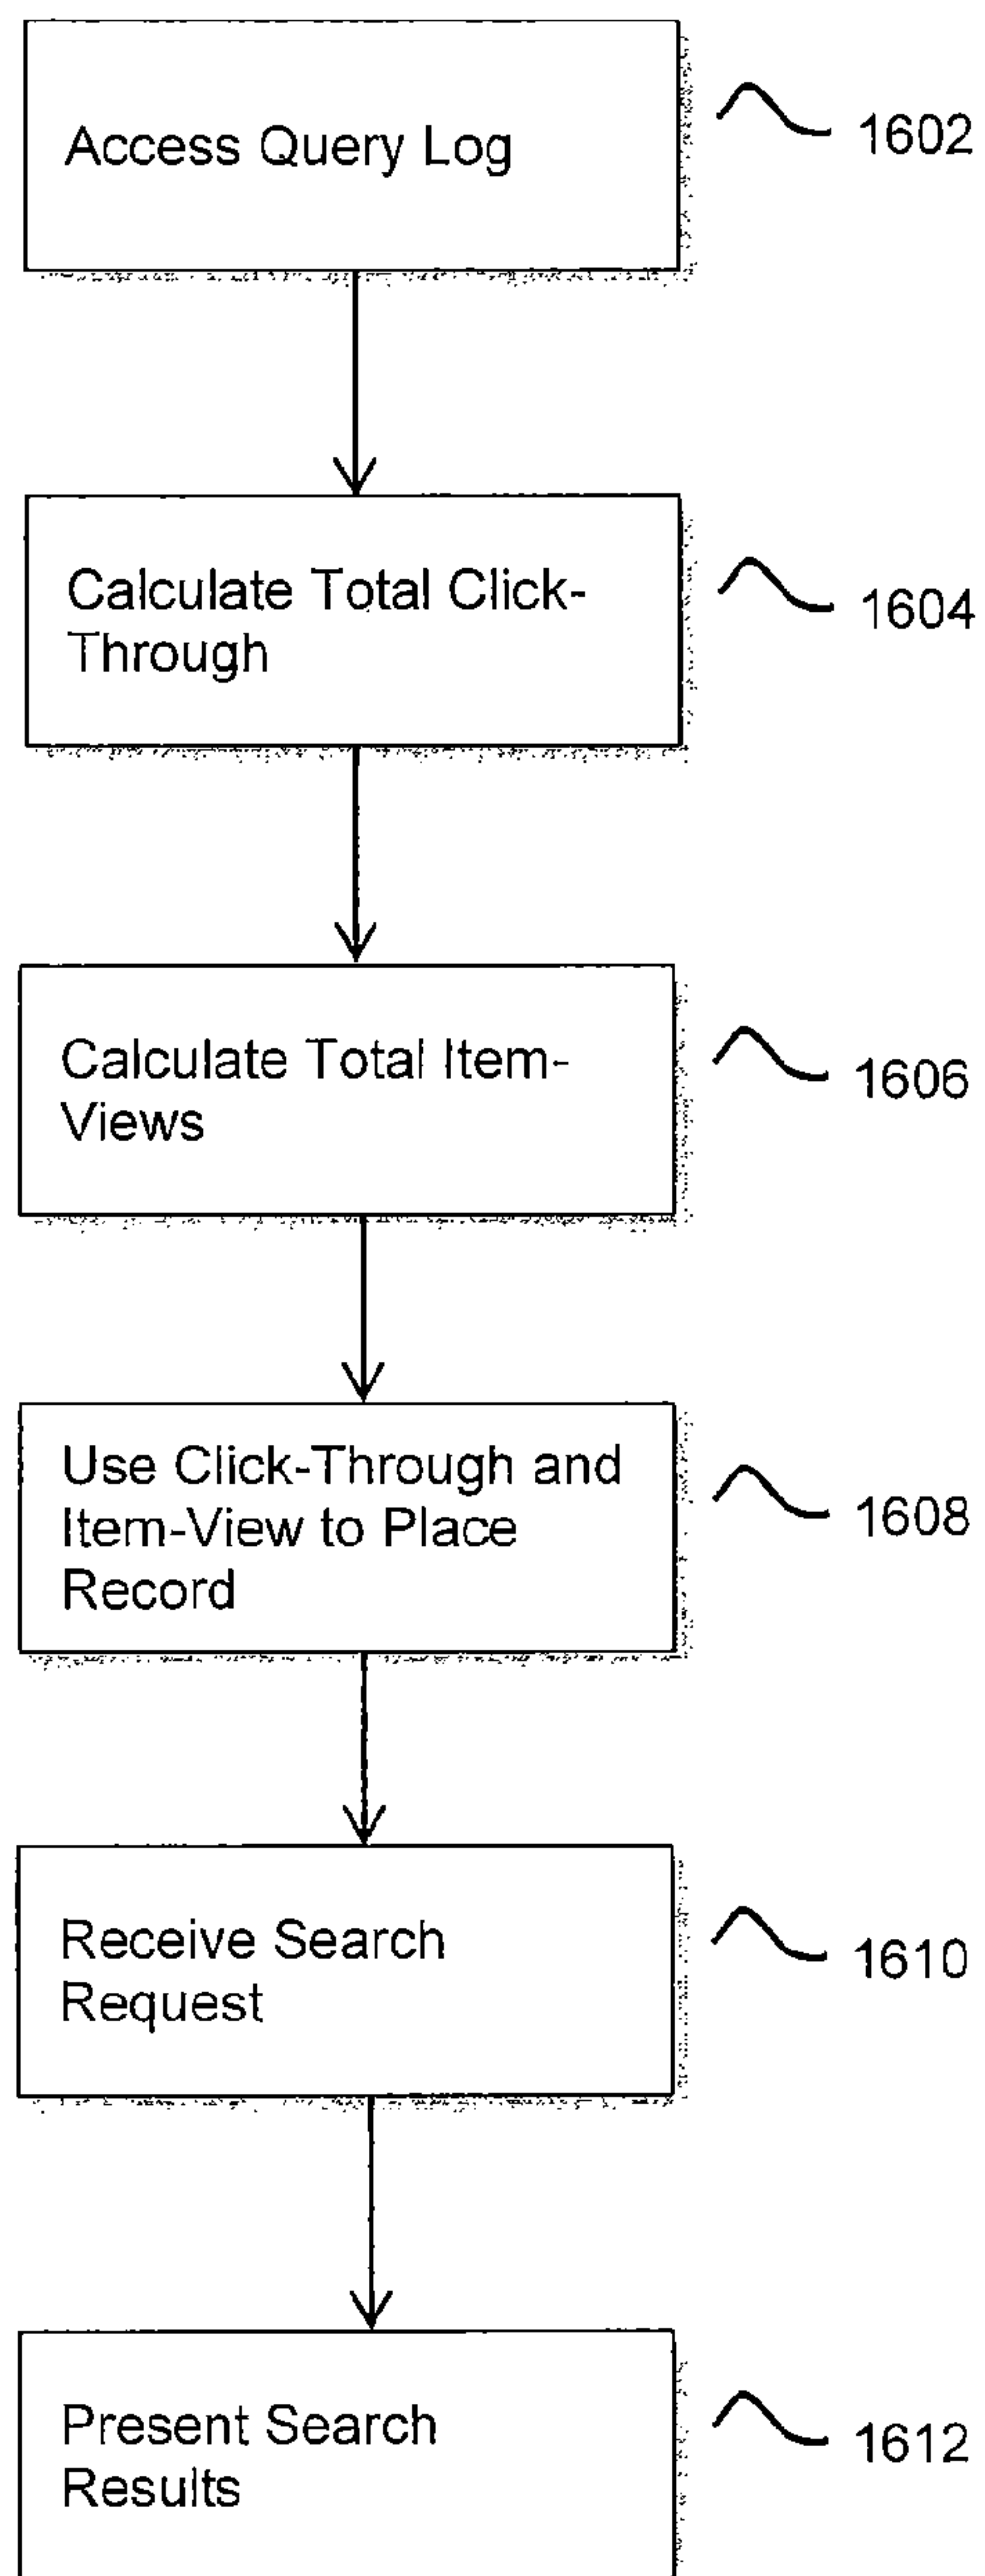 Access Query Log
1602
Calculate Total Click-
Through
1604
Calculate Total Item-
Views
1606
Use Click-Through and
Item-View to Place
Record
1608
Receive Search
Request
1610
Present Search
Results
1612